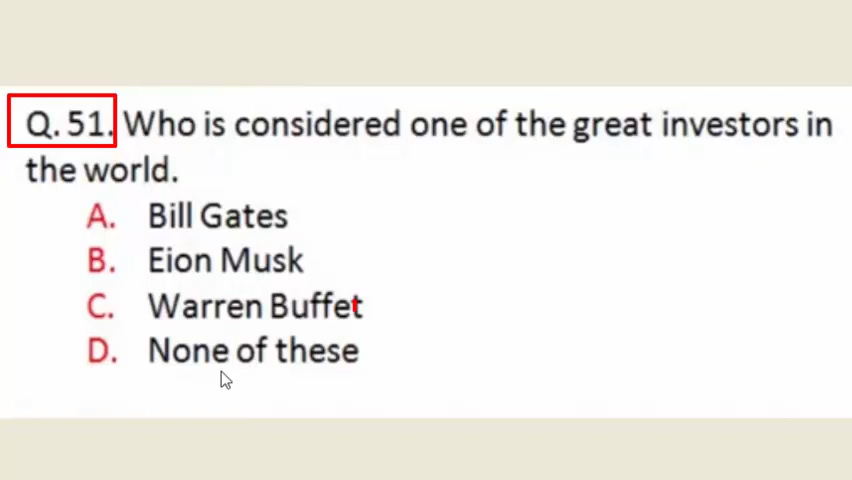 Q. 51. Who is considered one of the great investors in
the world.
A. Bill Gates
B. Eion Musk
C. Warren Buffet
D. None of these